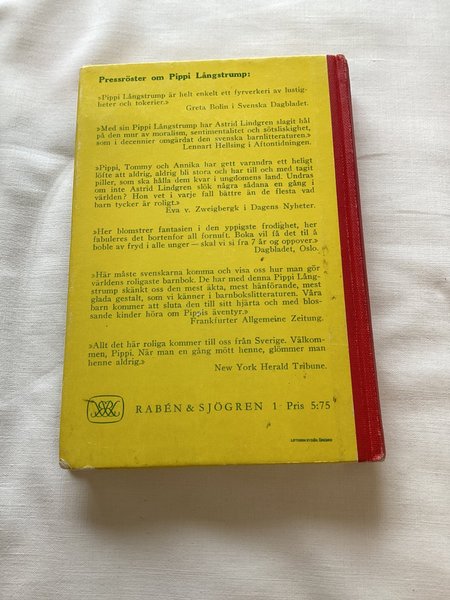 Pressröster om Pippi Långstrump:
»Pippi Långstrump är helt enkelt ett fyrverkeri av lustig-
heter och tokerier.»
Greta Bolin i Svenska Dagbladet.
»Med sin Pippi Långstrump har Astrid Lindgren slagit hål
på den mur av moralism, sentimentalitet och sötsliskighet,
som i decennier omgärdat den svenska barnlitteraturen.»
Lennart Hellsing i Aftontidningen.
»Pippi, Tommy och Annika har gett varandra ett heligt
löfte att aldrig, aldrig bli stora och har till och med tagit
piller, som ska hålla dem kvar i ungdomens land. Undras
om inte Astrid Lindgren slök några sådana en gång i
världen? Hon vet i varje fall bättre än de flesta vad
barn tycker är roligt.»
Eva v. Zweigbergk i Dagens Nyheter.
»Her blomstrer fantasien i den yppigste frodighet, her
fabuleres det bortenfor all formuft. Boka vil få det til å
boble av fryd i alle unger — skal vi si fra 7 år og oppover.»
Dagbladet, Oslo.
»Här måste svenskarna komma och visa oss hur man gör
världens roligaste barnbok. De har med denna Pippi Lång-
strump skänkt oss den mest äkta, mest hänförande, mest
glada gestalt, som vi känner i barnbokslitteraturen. Våra
barn kommer att sluta den till sitt hjärta och med blos-
sande kinder höra om Pippis äventyr.»
Frankfurter Allgemeine Zeitung.
»Allt det här roliga kommer till oss från Sverige. Välkom-
men, Pippi. När man en gång mött henne, glömmer man
henne aldrig.»
New York Herald Tribune.
RABÉN & SJÖGREN 1 Pris 5:75